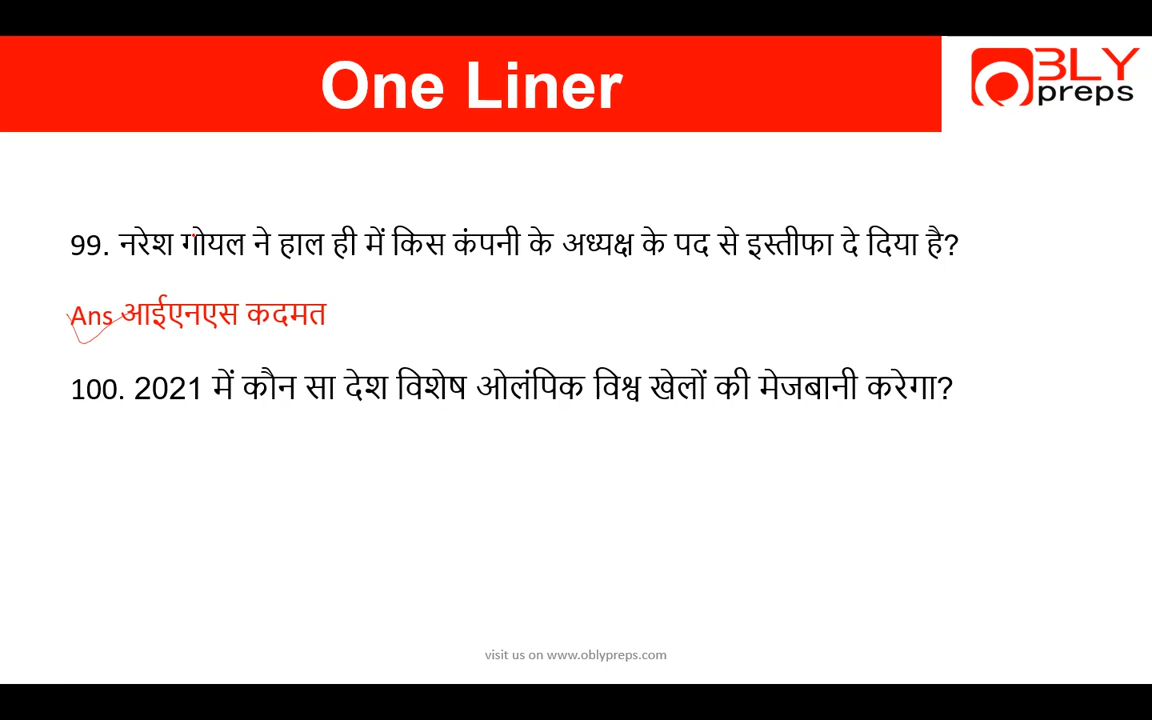 One Liner
BLY
preps
99. नरेश गोयल ने हाल ही में किस कंपनी के अध्यक्ष के पद से इस्तीफा दे दिया है?
Ans आईएनएस कदमत
100. 2021 में कौन सा देश विशेष ओलंपिक विश्व खेलों की मेजबानी करेगा?
visit us on www.oblypreps.com